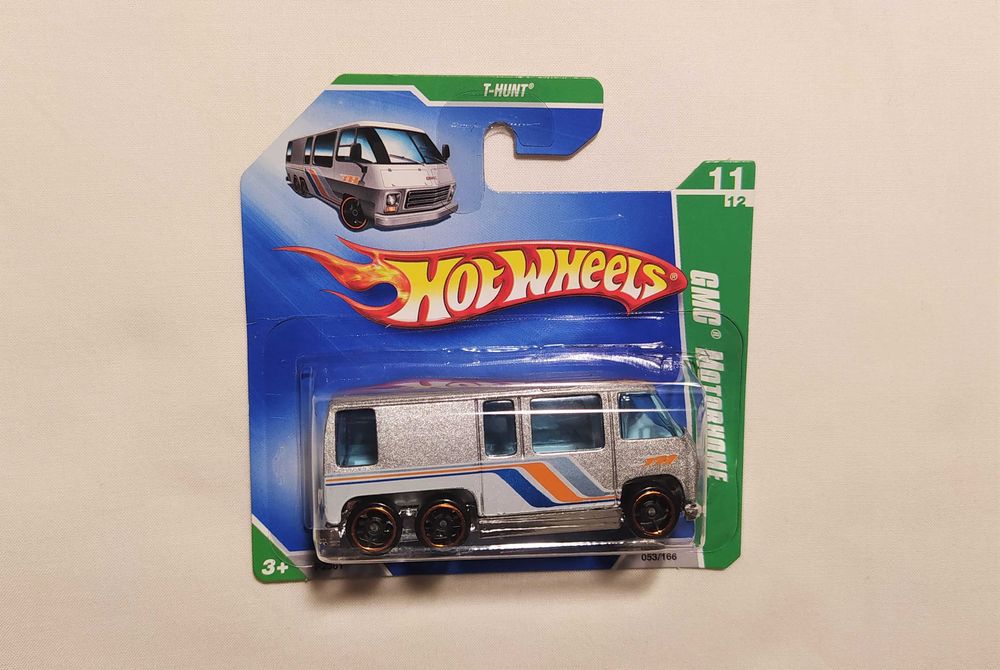 T-HUNT®
11
12
HOT WHEELS®
GMC® MOTORHOME
3+
053/166